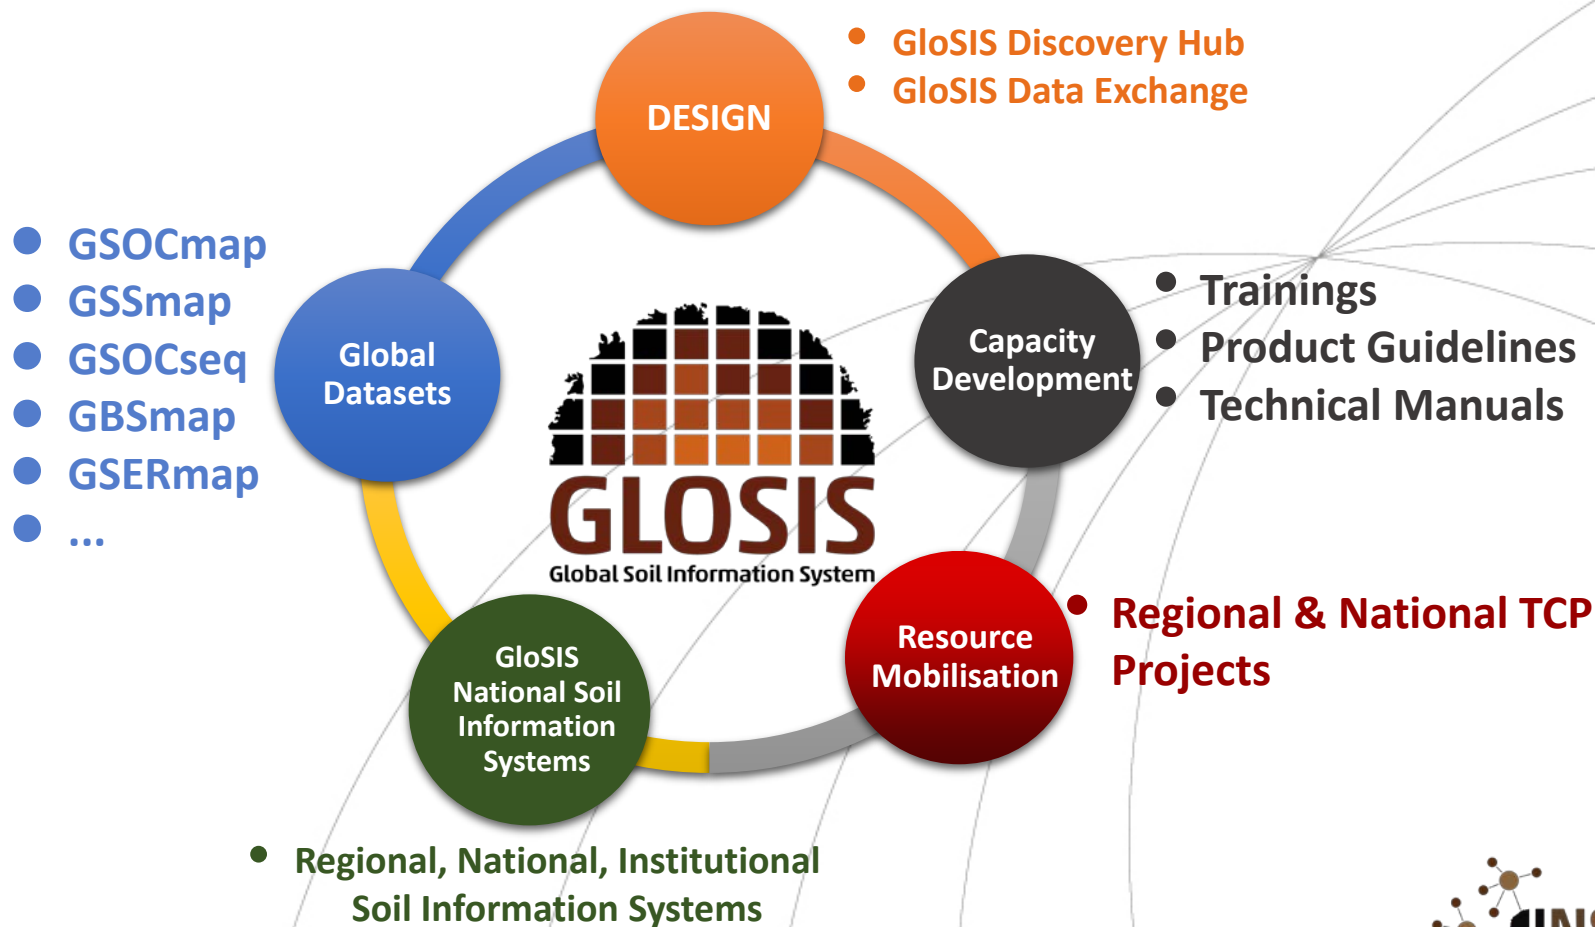 DESIGN
GloSIS Discovery Hub
GloSIS Data Exchange
Capacity
Development
Trainings
Product Guidelines
Technical Manuals
Resource
Mobilisation
Regional & National TCP
Projects
GloSIS
National Soil
Information
Systems
Regional, National, Institutional
Soil Information Systems
Global
Datasets
GSOCmap
GSSmap
GSOCseq
GBSmap
GSERmap
...
GLOSIS
Global Soil Information System